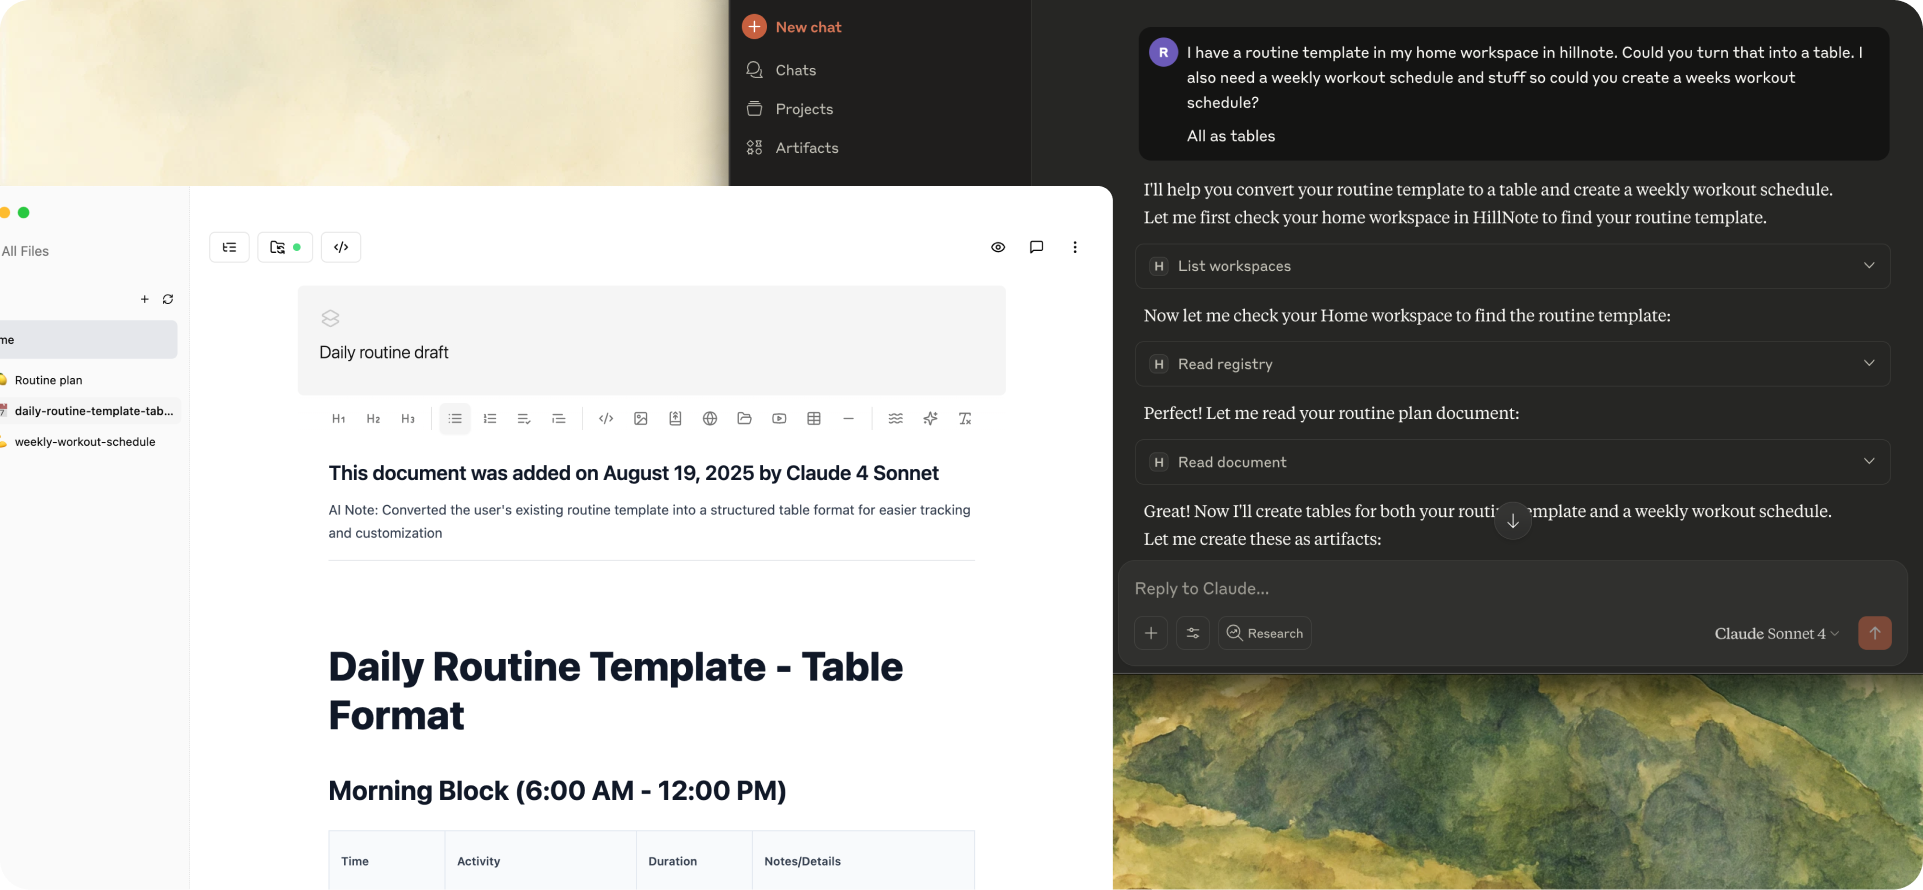 New chat
Chats
Projects
Artifacts
R
I have a routine template in my home workspace in hillnote. Could you turn that into a table. I
also need a weekly workout schedule and stuff so could you create a weeks workout
schedule?
All as tables
I'll help you convert your routine template to a table and create a weekly workout schedule.
Let me first check your home workspace in HillNote to find your routine template.
H List workspaces
Now let me check your Home workspace to find the routine template:
H Read registry
Perfect! Let me read your routine plan document:
H Read document
Great! Now I'll create tables for both your routi emplate and a weekly workout schedule.
Let me create these as artifacts:
Reply to Claude...
Research
Claude Sonnet 4
All Files
me
Routine plan
daily-routine-template-tab...
weekly-workout-schedule
Daily routine draft
H1 H2 H3
This document was added on August 19, 2025 by Claude 4 Sonnet
AI Note: Converted the user's existing routine template into a structured table format for easier tracking
and customization
Daily Routine Template - Table
Format
Morning Block (6:00 AM - 12:00 PM)
Time Activity Duration Notes/Details